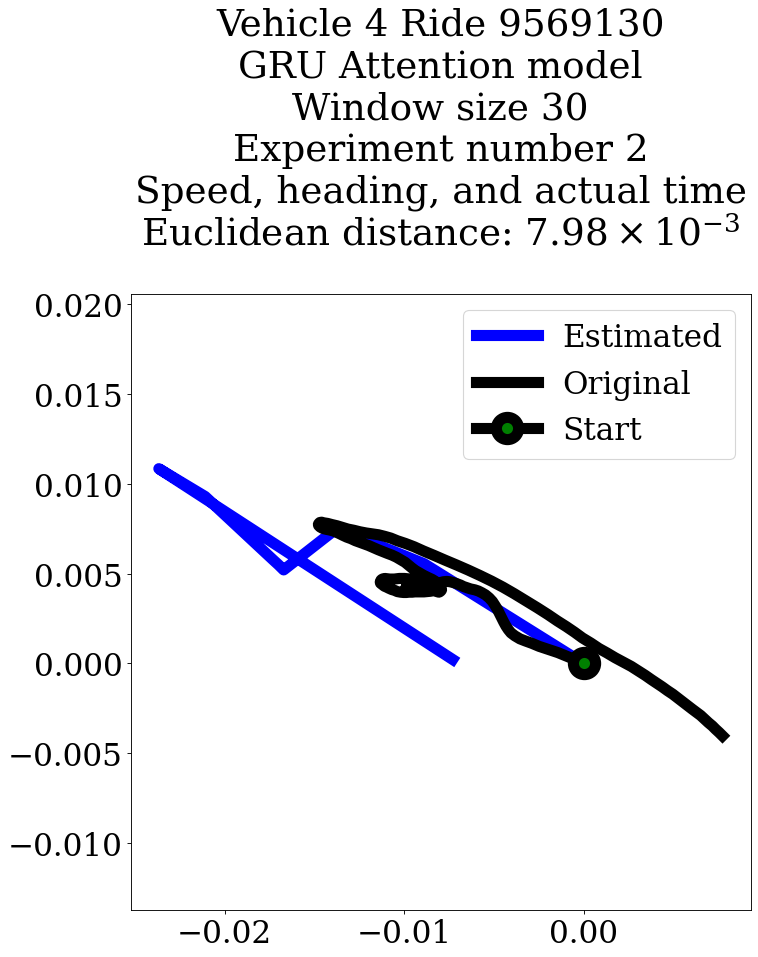 Vehicle 4 Ride 9569130
GRU Attention model
Window size 30
Experiment number 2
Speed, heading, and actual time
Euclidean distance: 7.98 × 10⁻³
0.020
0.015
0.010
0.005
0.000
−0.005
−0.010
Estimated
Original
Start
−0.02 −0.01 0.00